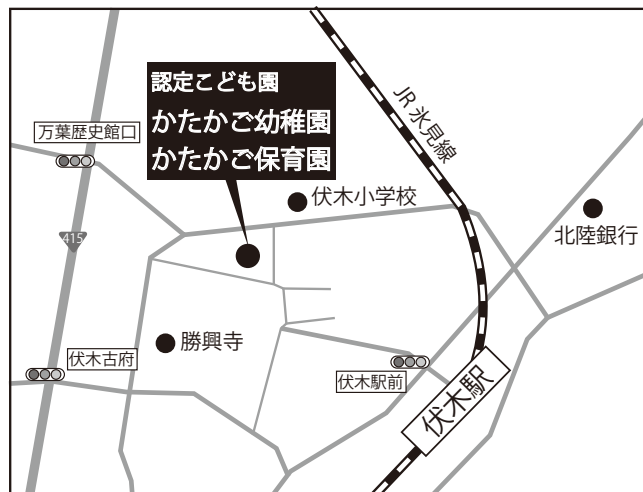 認定こども園
かたかご幼稚園
かたかご保育園
JR 氷見線
万葉歴史館口
伏木小学校
北陸銀行
415
勝興寺
伏木古府
伏木駅前
伏木駅